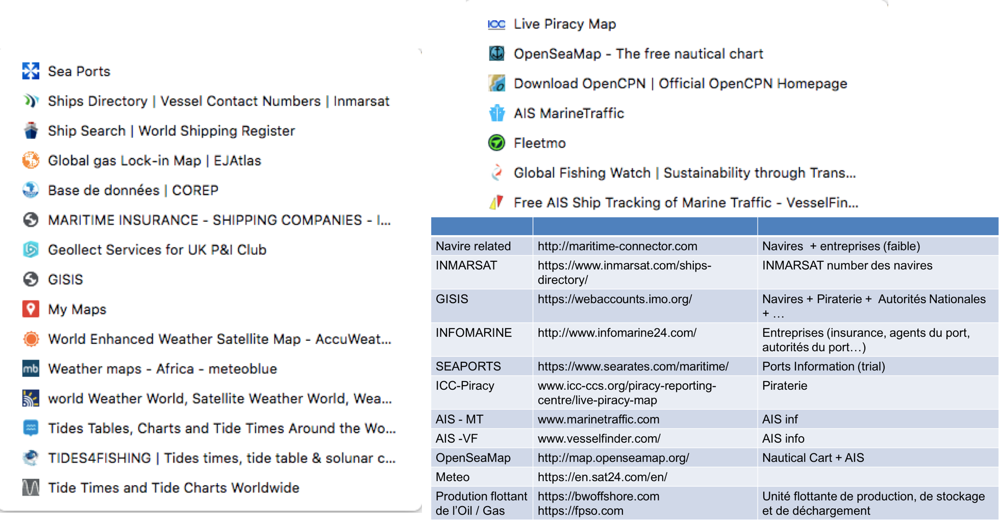 Sea Ports
Ships Directory | Vessel Contact Numbers | Inmarsat
Ship Search | World Shipping Register
Global gas Lock-in Map | EJAtlas
Base de données | COREP
MARITIME INSURANCE - SHIPPING COMPANIES - I...
Geollect Services for UK P&I Club
GISIS
My Maps
World Enhanced Weather Satellite Map - AccuWeat...
mb Weather maps - Africa - meteoblue
world Weather World, Satellite Weather World, Wea...
Tides Tables, Charts and Tide Times Around the Wo...
TIDES4FISHING | Tides times, tide table & solunar c...
Tide Times and Tide Charts Worldwide
ICC Live Piracy Map
OpenSeaMap - The free nautical chart
Download OpenCPN | Official OpenCPN Homepage
AIS MarineTraffic
Fleetmo
Global Fishing Watch | Sustainability through Trans...
Free AIS Ship Tracking of Marine Traffic - VesselFin...
Navire related http://maritime-connector.com Navires + entreprises (faible)
INMARSAT https://www.inmarsat.com/ships- INMARSAT number des navires
directory/
GISIS https://webaccounts.imo.org/ Navires + Piraterie + Autorités Nationales
+ …
INFOMARINE http://www.infomarine24.com/ Entreprises (insurance, agents du port,
autorités du port…)
SEAPORTS https://www.searates.com/maritime/ Ports Information (trial)
ICC-Piracy www.icc-ccs.org/piracy-reporting- Piraterie
centre/live-piracy-map
AIS - MT www.marinetraffic.com AIS inf
AIS -VF www.vesselfinder.com/ AIS info
OpenSeaMap http://map.openseamap.org/ Nautical Cart + AIS
Meteo https://en.sat24.com/en/
Prodution flottant https://bwoffshore.com Unité flottante de production, de stockage
de l'Oil / Gas https://fpso.com et de déchargement